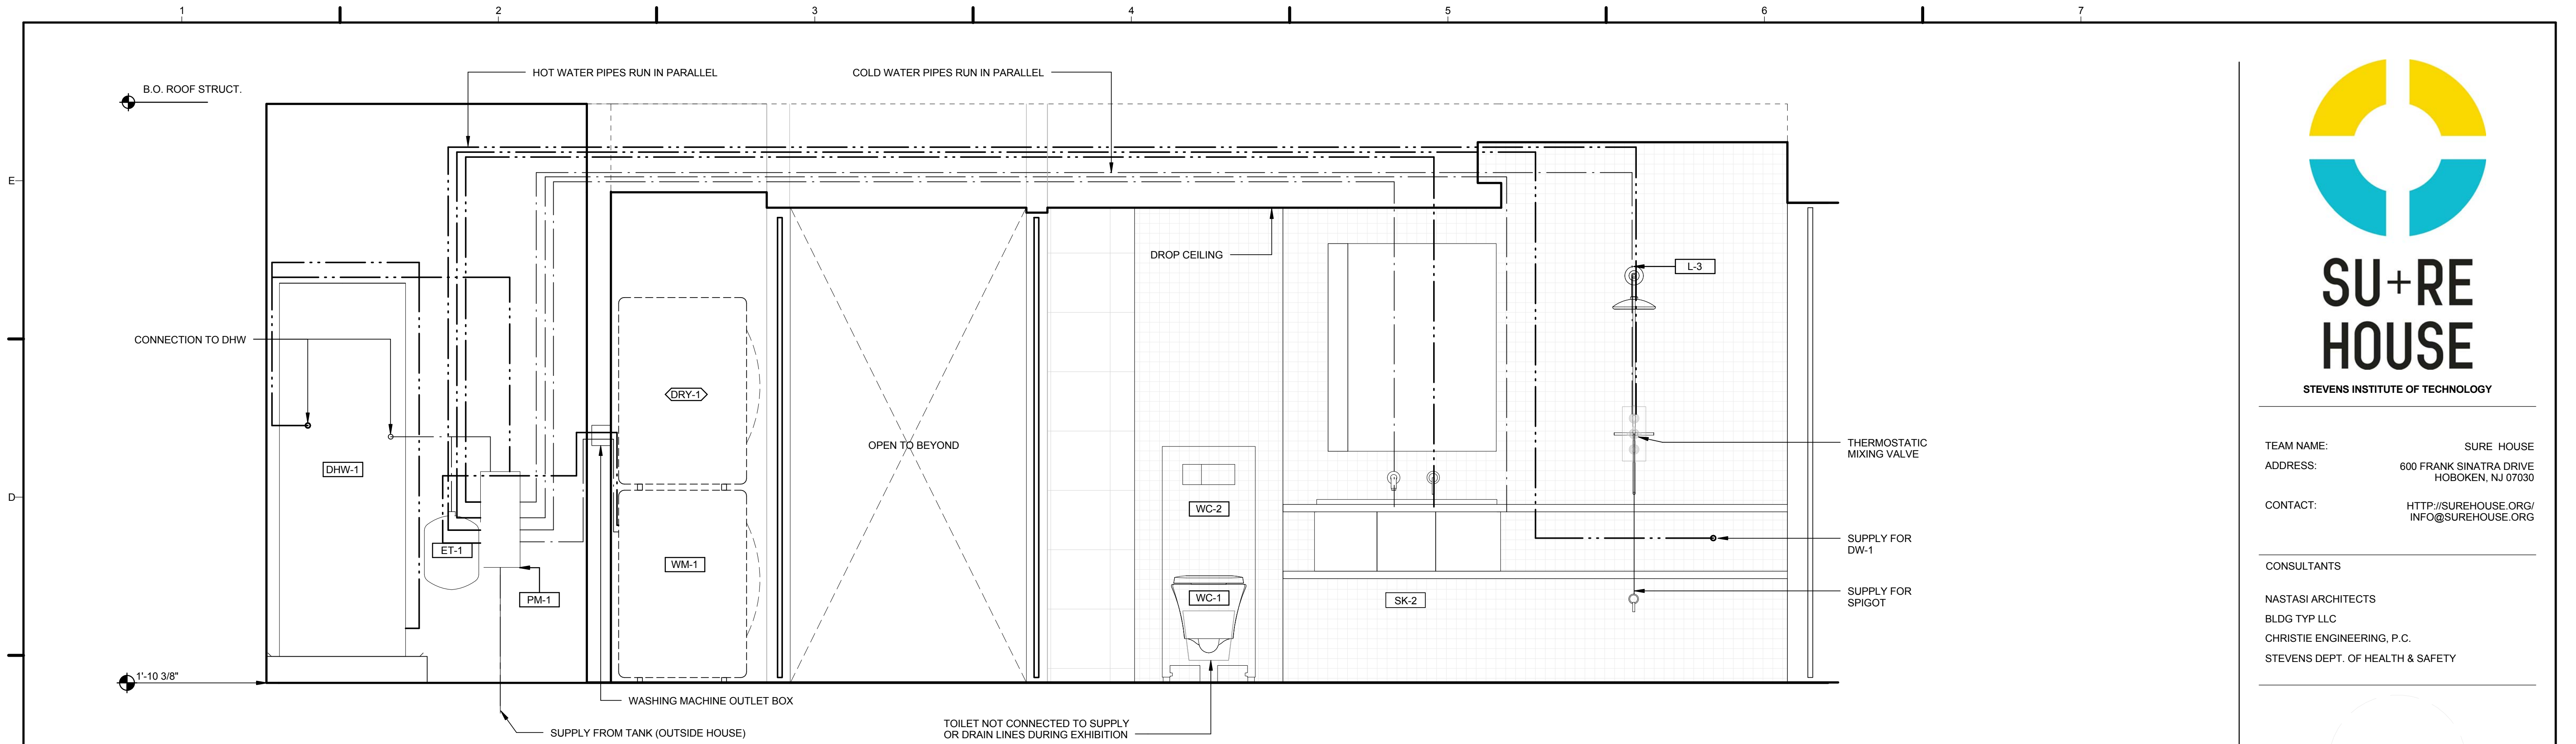 1 2 3 4 5 6 7
HOT WATER PIPES RUN IN PARALLEL
COLD WATER PIPES RUN IN PARALLEL
B.O. ROOF STRUCT.
E
DROP CEILING
L-3
CONNECTION TO DHW
DRY-1
OPEN TO BEYOND
THERMOSTATIC
MIXING VALVE
DHW-1
D
WC-2
ET-1
WM-1
SUPPLY FOR
DW-1
PM-1
WC-1
SK-2
SUPPLY FOR
SPIGOT
1'-10 3/8"
WASHING MACHINE OUTLET BOX
SUPPLY FROM TANK (OUTSIDE HOUSE)
TOILET NOT CONNECTED TO SUPPLY
OR DRAIN LINES DURING EXHIBITION
SU+RE
HOUSE
STEVENS INSTITUTE OF TECHNOLOGY
TEAM NAME: SURE HOUSE
ADDRESS: 600 FRANK SINATRA DRIVE
HOBOKEN, NJ 07030
CONTACT: HTTP://SUREHOUSE.ORG/
INFO@SUREHOUSE.ORG
CONSULTANTS
NASTASI ARCHITECTS
BLDG TYP LLC
CHRISTIE ENGINEERING, P.C.
STEVENS DEPT. OF HEALTH & SAFETY